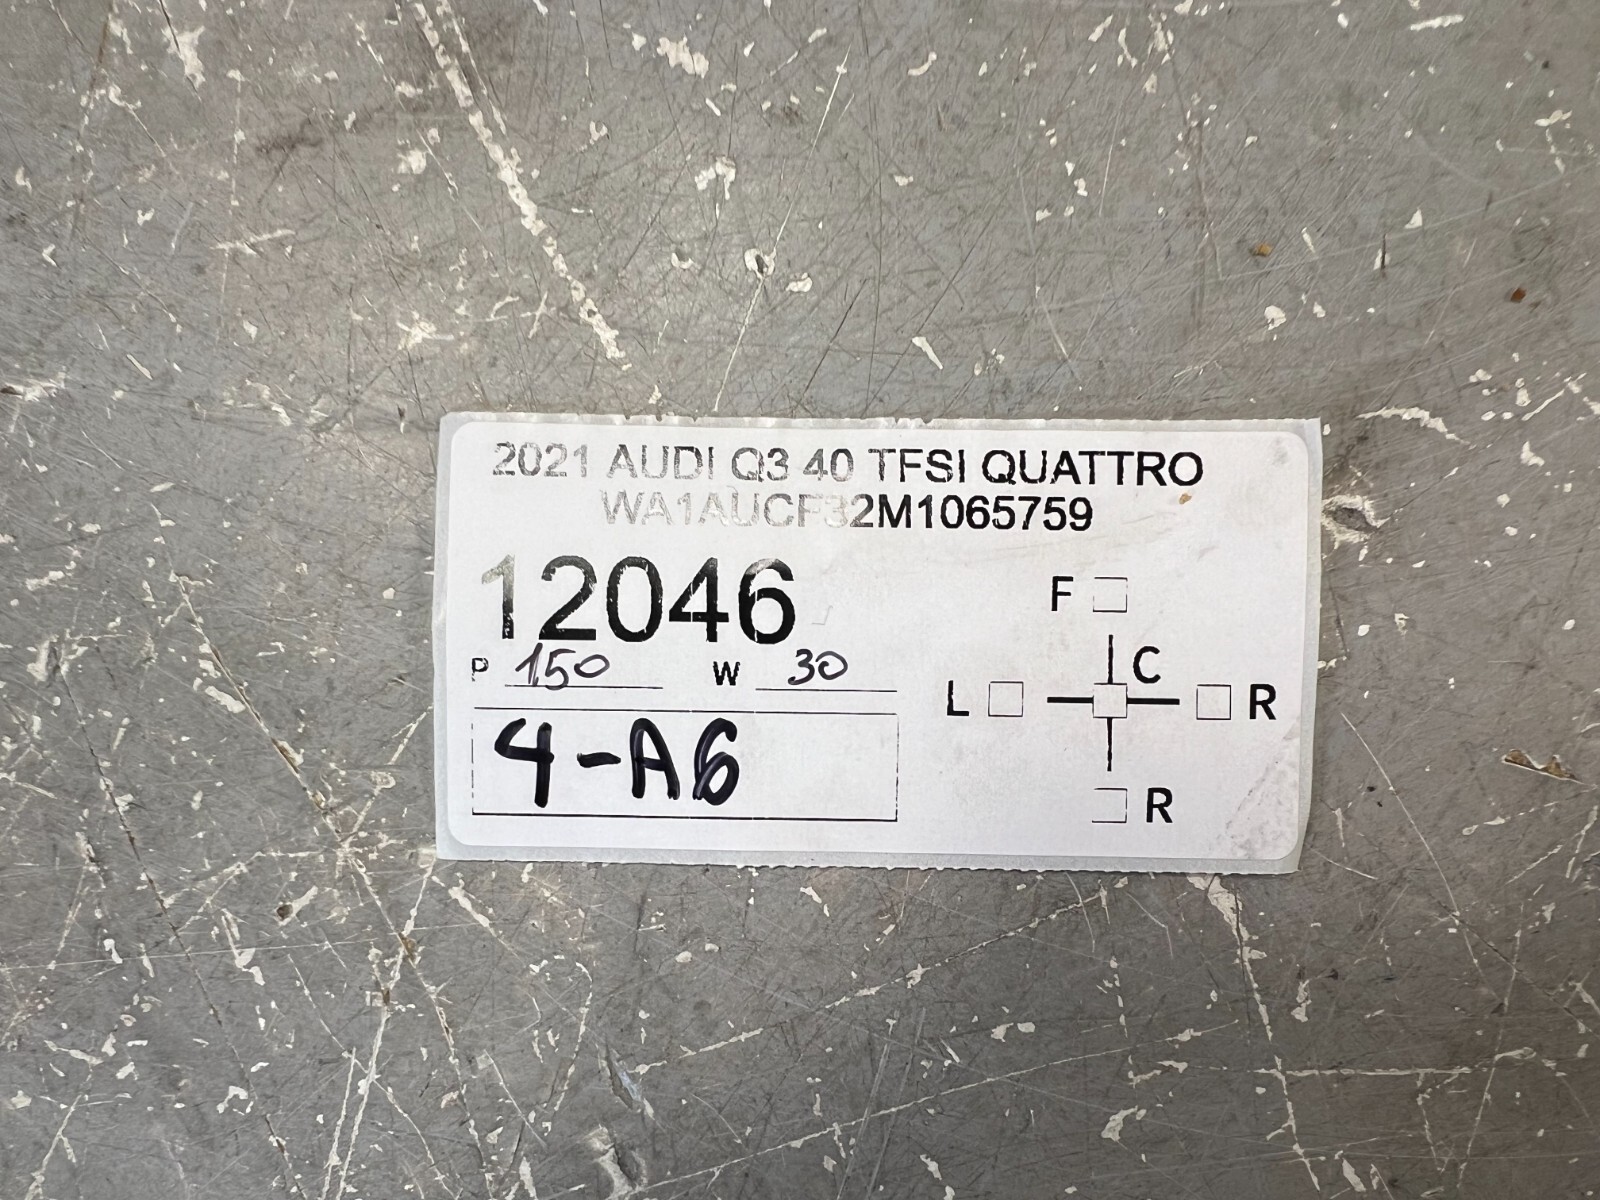 2021 AUDI Q3 40 TFSI QUATTRO
WA1AUCF32M1065759
12046
P 150 W 30
4-A6
F
C
L R
R